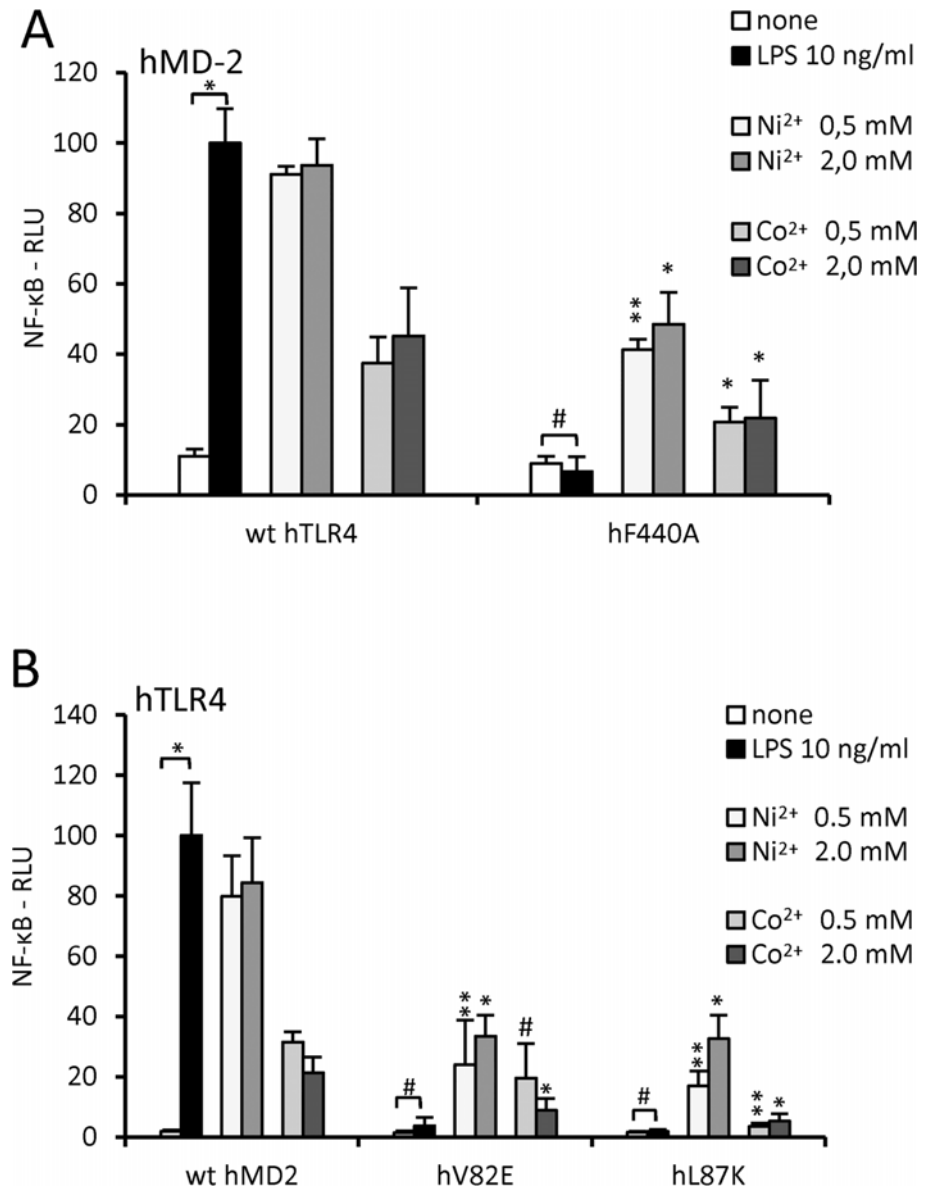 A
hMD-2
none
LPS 10 ng/ml
Ni²⁺ 0,5 mM
Ni²⁺ 2,0 mM
Co²⁺ 0,5 mM
Co²⁺ 2,0 mM
NF-κB - RLU
120
100
80
60
40
20
0
*
#
**
*
*
*
wt hTLR4
hF440A
B
hTLR4
none
LPS 10 ng/ml
Ni²⁺ 0.5 mM
Ni²⁺ 2.0 mM
Co²⁺ 0.5 mM
Co²⁺ 2.0 mM
NF-κB - RLU
140
120
100
80
60
40
20
0
*
#
**
*
#
*
#
**
*
**
*
wt hMD2
hV82E
hL87K